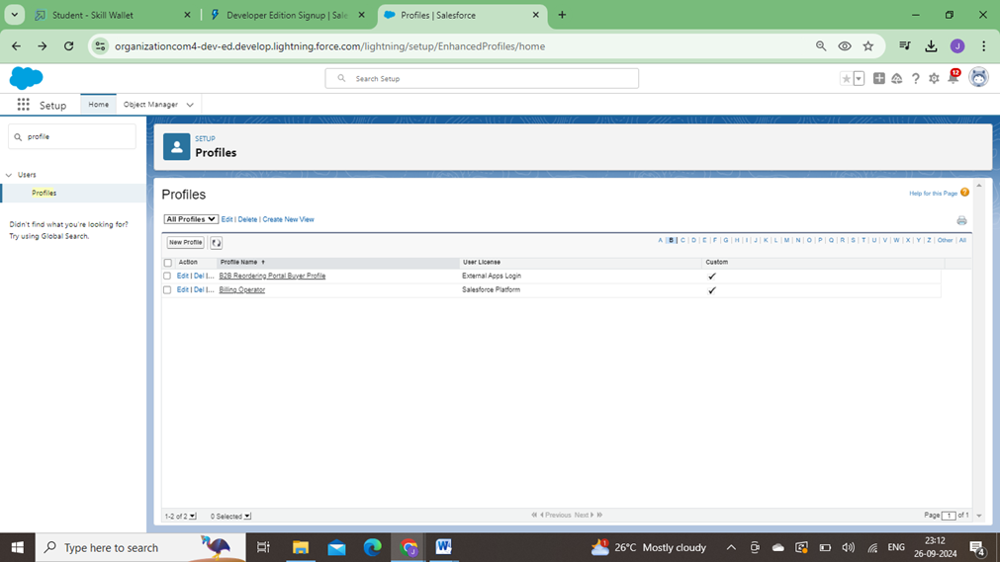 Student - Skill Wallet
Developer Edition Signup | Sale
Profiles | Salesforce
organizationcom4-dev-ed.develop.lightning.force.com/lightning/setup/EnhancedProfiles/home
J
Search Setup
12
Setup
Home
Object Manager
profile
Users
Profiles
Didn't find what you're looking for?
Try using Global Search.
SETUP
Profiles
Profiles
Help for this Page
All Profiles
Edit | Delete | Create New View
New Profile
A | B | C | D | E | F | G | H | I | J | K | L | M | N | O | P | Q | R | S | T | U | V | W | X | Y | Z | Other | All
Action Profile Name User License Custom
Edit | Del |... B2B Reordering Portal Buyer Profile External Apps Login ✓
Edit | Del |... Billing Operator Salesforce Platform ✓
1-2 of 2 0 Selected Previous Next Page 1 of 1
Type here to search
26°C Mostly cloudy
ENG
23:12
26-09-2024
4